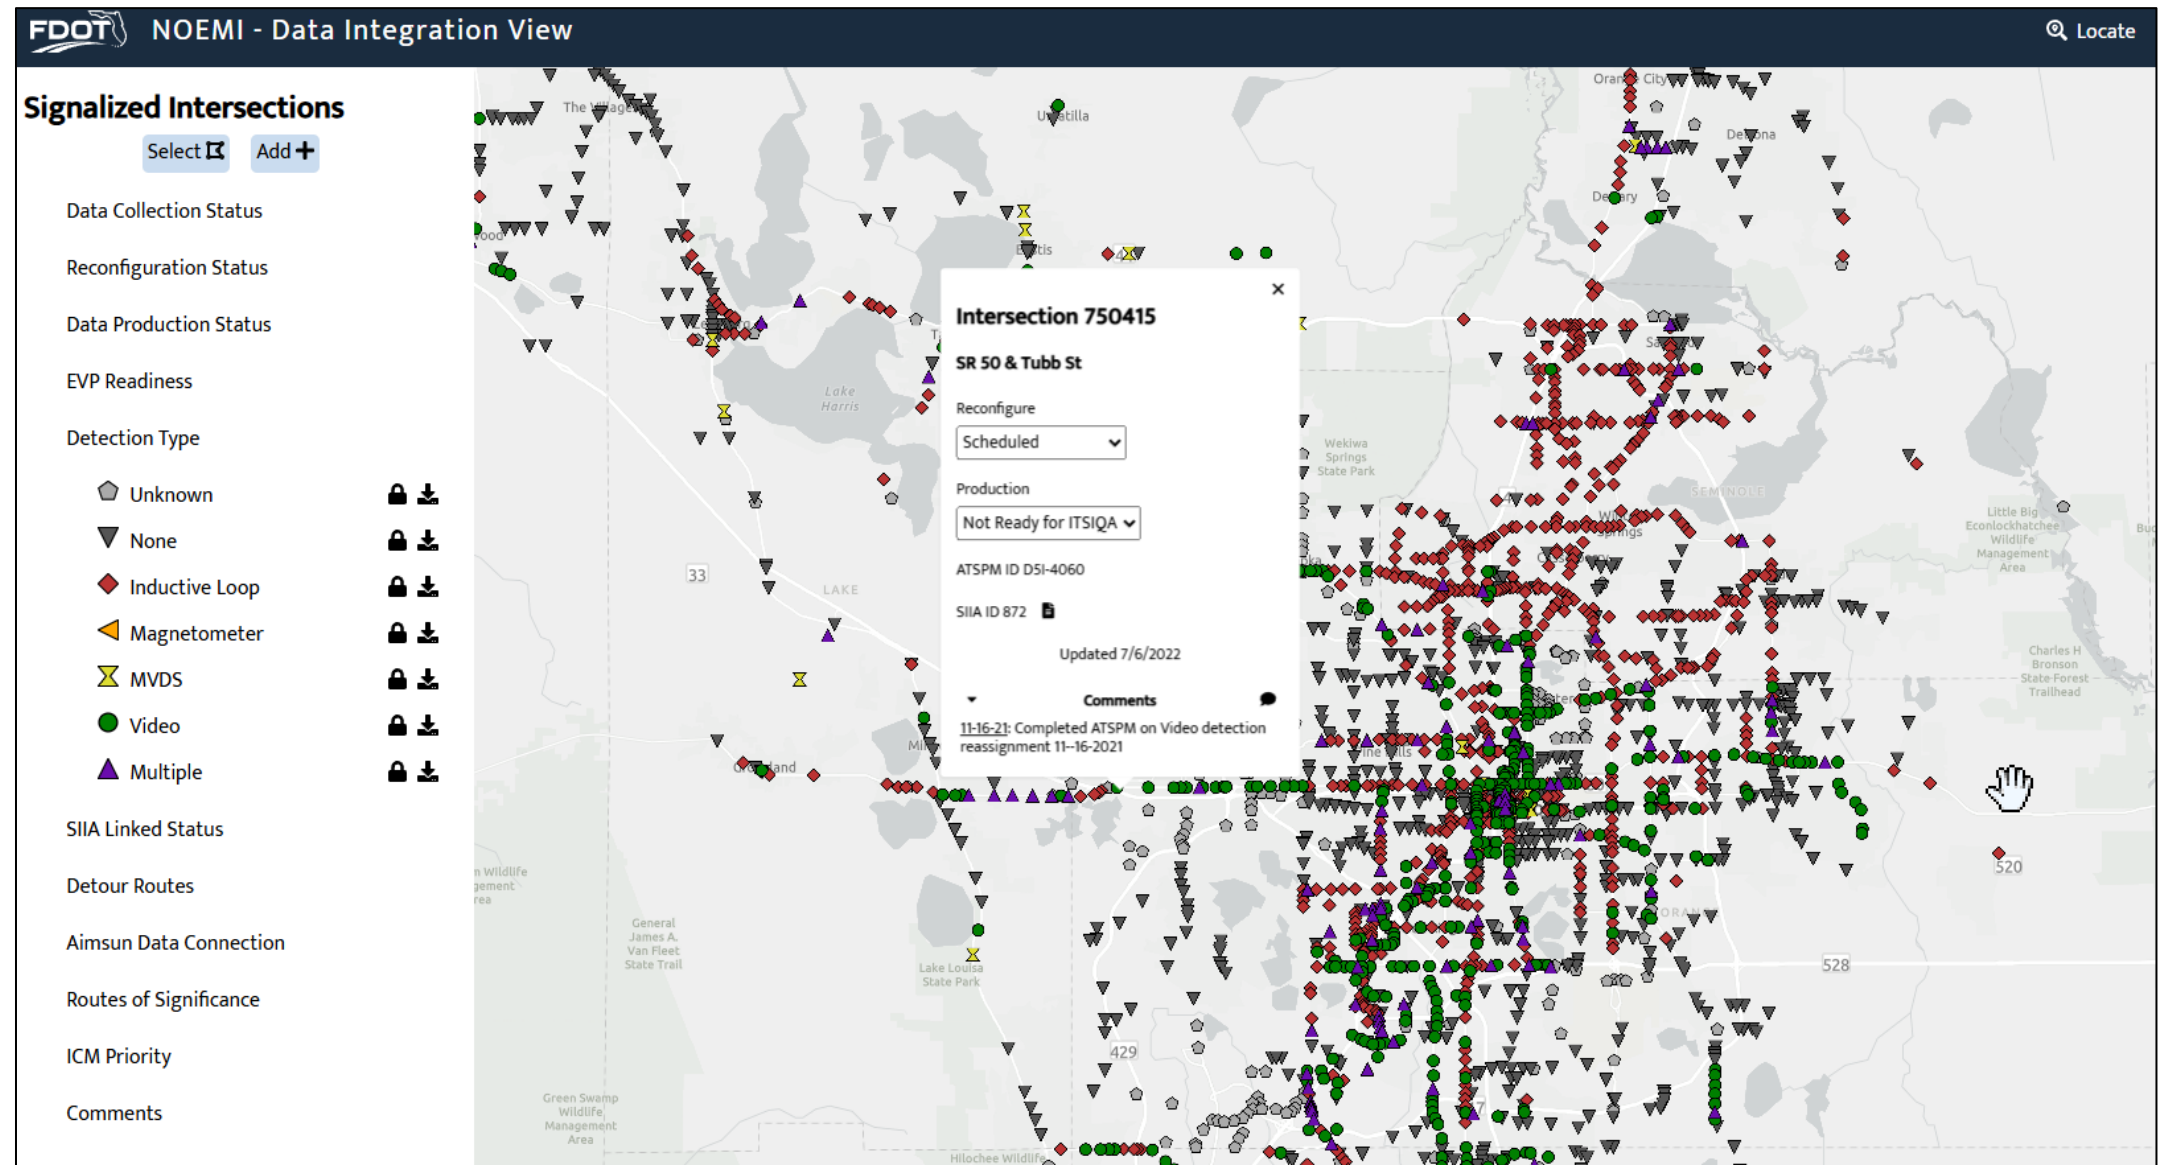 FDOT
NOEMI - Data Integration View
Locate
Signalized Intersections
Select
Add
Data Collection Status
Reconfiguration Status
Data Production Status
EVP Readiness
Detection Type
Unknown
None
Inductive Loop
Magnetometer
MVDS
Video
Multiple
SIIA Linked Status
Detour Routes
Aimsun Data Connection
Routes of Significance
ICM Priority
Comments
Intersection 750415
SR 50 & Tubb St
Reconfigure
Scheduled
Production
Not Ready for ITSIQA
ATSPM ID D5I-4060
SIIA ID 872
Updated 7/6/2022
Comments
11-16-21: Completed ATSPM on Video detection
reassignment 11--16-2021
Lake
Harris
33
LAKE
Wekiwa
Springs
State Park
SEMINOLE
Little Big
Econlockhatchee
Wildlife
Management
Area
Charles H
Bronson
State Forest
Trailhead
520
528
General
James A.
Van Fleet
State Trail
Lake Louisa
State Park
429
Green Swamp
Wildlife
Management
Area
Hilochee Wildlife